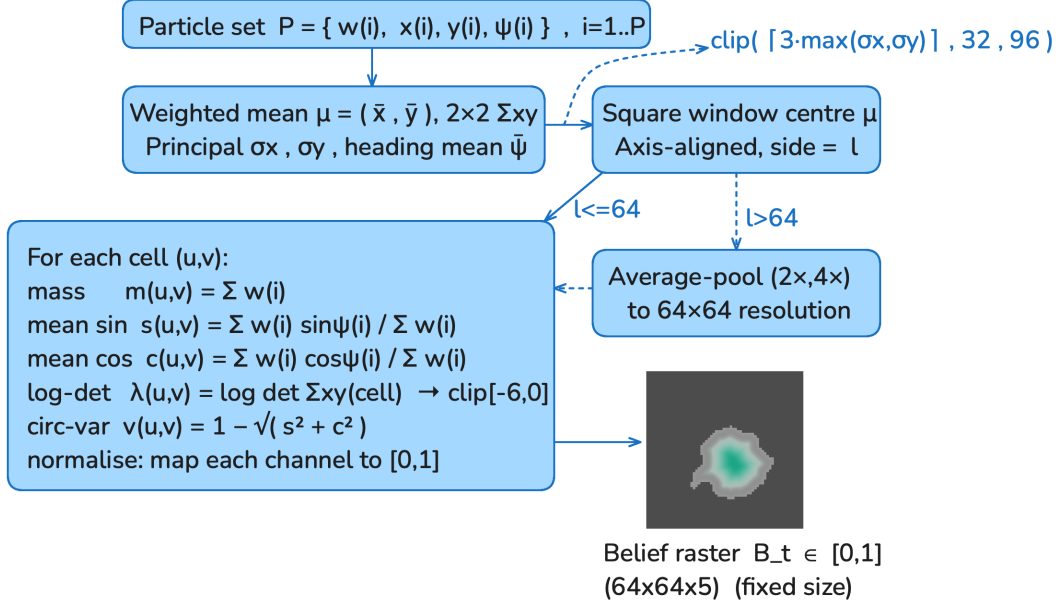 Particle set P = { w(i), x(i), y(i), ψ(i) } , i=1..P
clip( ⌈3·max(σx,σy)⌉ , 32 , 96 )
Weighted mean μ = ( x̄ , ȳ ), 2×2 Σxy
Principal σx , σy , heading mean ψ̄
Square window centre μ
Axis-aligned, side = l
l<=64
l>64
Average-pool (2×,4×)
to 64×64 resolution
For each cell (u,v):
mass m(u,v) = Σ w(i)
mean sin s(u,v) = Σ w(i) sinψ(i) / Σ w(i)
mean cos c(u,v) = Σ w(i) cosψ(i) / Σ w(i)
log-det λ(u,v) = log det Σxy(cell) → clip[-6,0]
circ-var v(u,v) = 1 − √( s² + c² )
normalise: map each channel to [0,1]
Belief raster B_t ∈ [0,1]
(64x64x5) (fixed size)